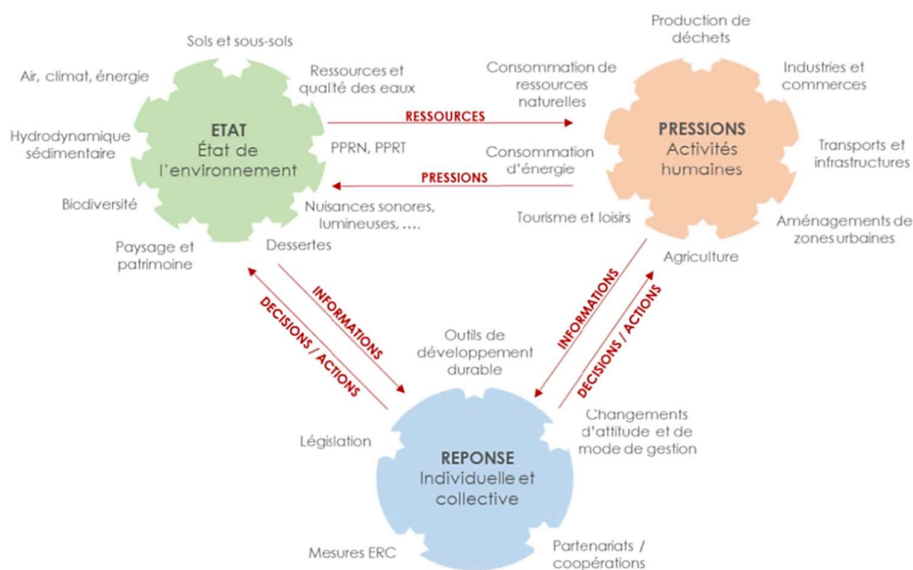 Production de
déchets
Sols et sous-sols
Air, climat, énergie
Ressources et
qualité des eaux
Consommation de
ressources
naturelles
Industries et
commerces
RESSOURCES
ETAT
État de
l'environnement
PRESSIONS
Activités
humaines
Hydrodynamique
sédimentaire
PPRN, PPRT
Consommation
d'énergie
Transports et
infrastructures
PRESSIONS
Biodiversité
Nuisances sonores,
lumineuses, ….
Tourisme et loisirs
Aménagements de
zones urbaines
Paysage et
patrimoine
Dessertes
Agriculture
DECISIONS / ACTIONS
INFORMATIONS
INFORMATIONS
DECISIONS / ACTIONS
Outils de
développement
durable
Législation
Changements
d'attitude et de
mode de gestion
REPONSE
Individuelle et
collective
Mesures ERC
Partenariats /
coopérations